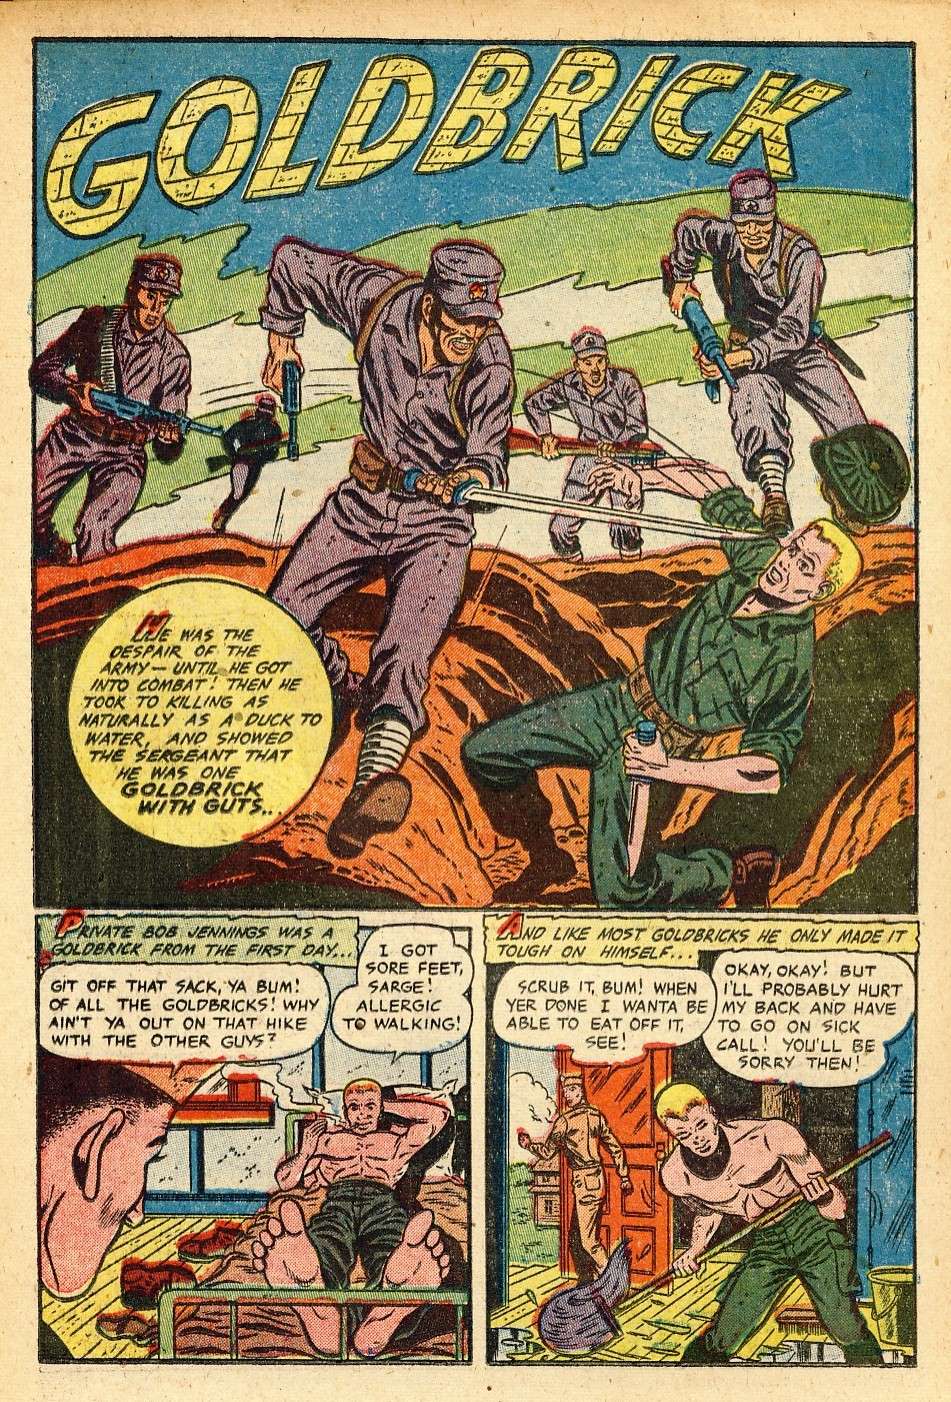 GOLDBRICK
HE WAS THE
DESPAIR OF THE
ARMY — UNTIL HE GOT
INTO COMBAT! THEN HE
TOOK TO KILLING AS
NATURALLY AS A DUCK TO
WATER, AND SHOWED
THE SERGEANT THAT
HE WAS ONE
GOLDBRICK
WITH GUTS...
PRIVATE BOB JENNINGS WAS A
GOLDBRICK FROM THE FIRST DAY...
GIT OFF THAT SACK, YA BUM!
OF ALL THE GOLDBRICKS! WHY
AIN'T YA OUT ON THAT HIKE
WITH THE OTHER GUYS?
I GOT
SORE FEET,
SARGE!
ALLERGIC
TO WALKING!
AND LIKE MOST GOLDBRICKS HE ONLY MADE IT
TOUGH ON HIMSELF...
SCRUB IT, BUM! WHEN
YER DONE I WANTA BE
ABLE TO EAT OFF IT,
SEE!
OKAY, OKAY! BUT
I'LL PROBABLY HURT
MY BACK AND HAVE
TO GO ON SICK
CALL! YOU'LL BE
SORRY THEN!